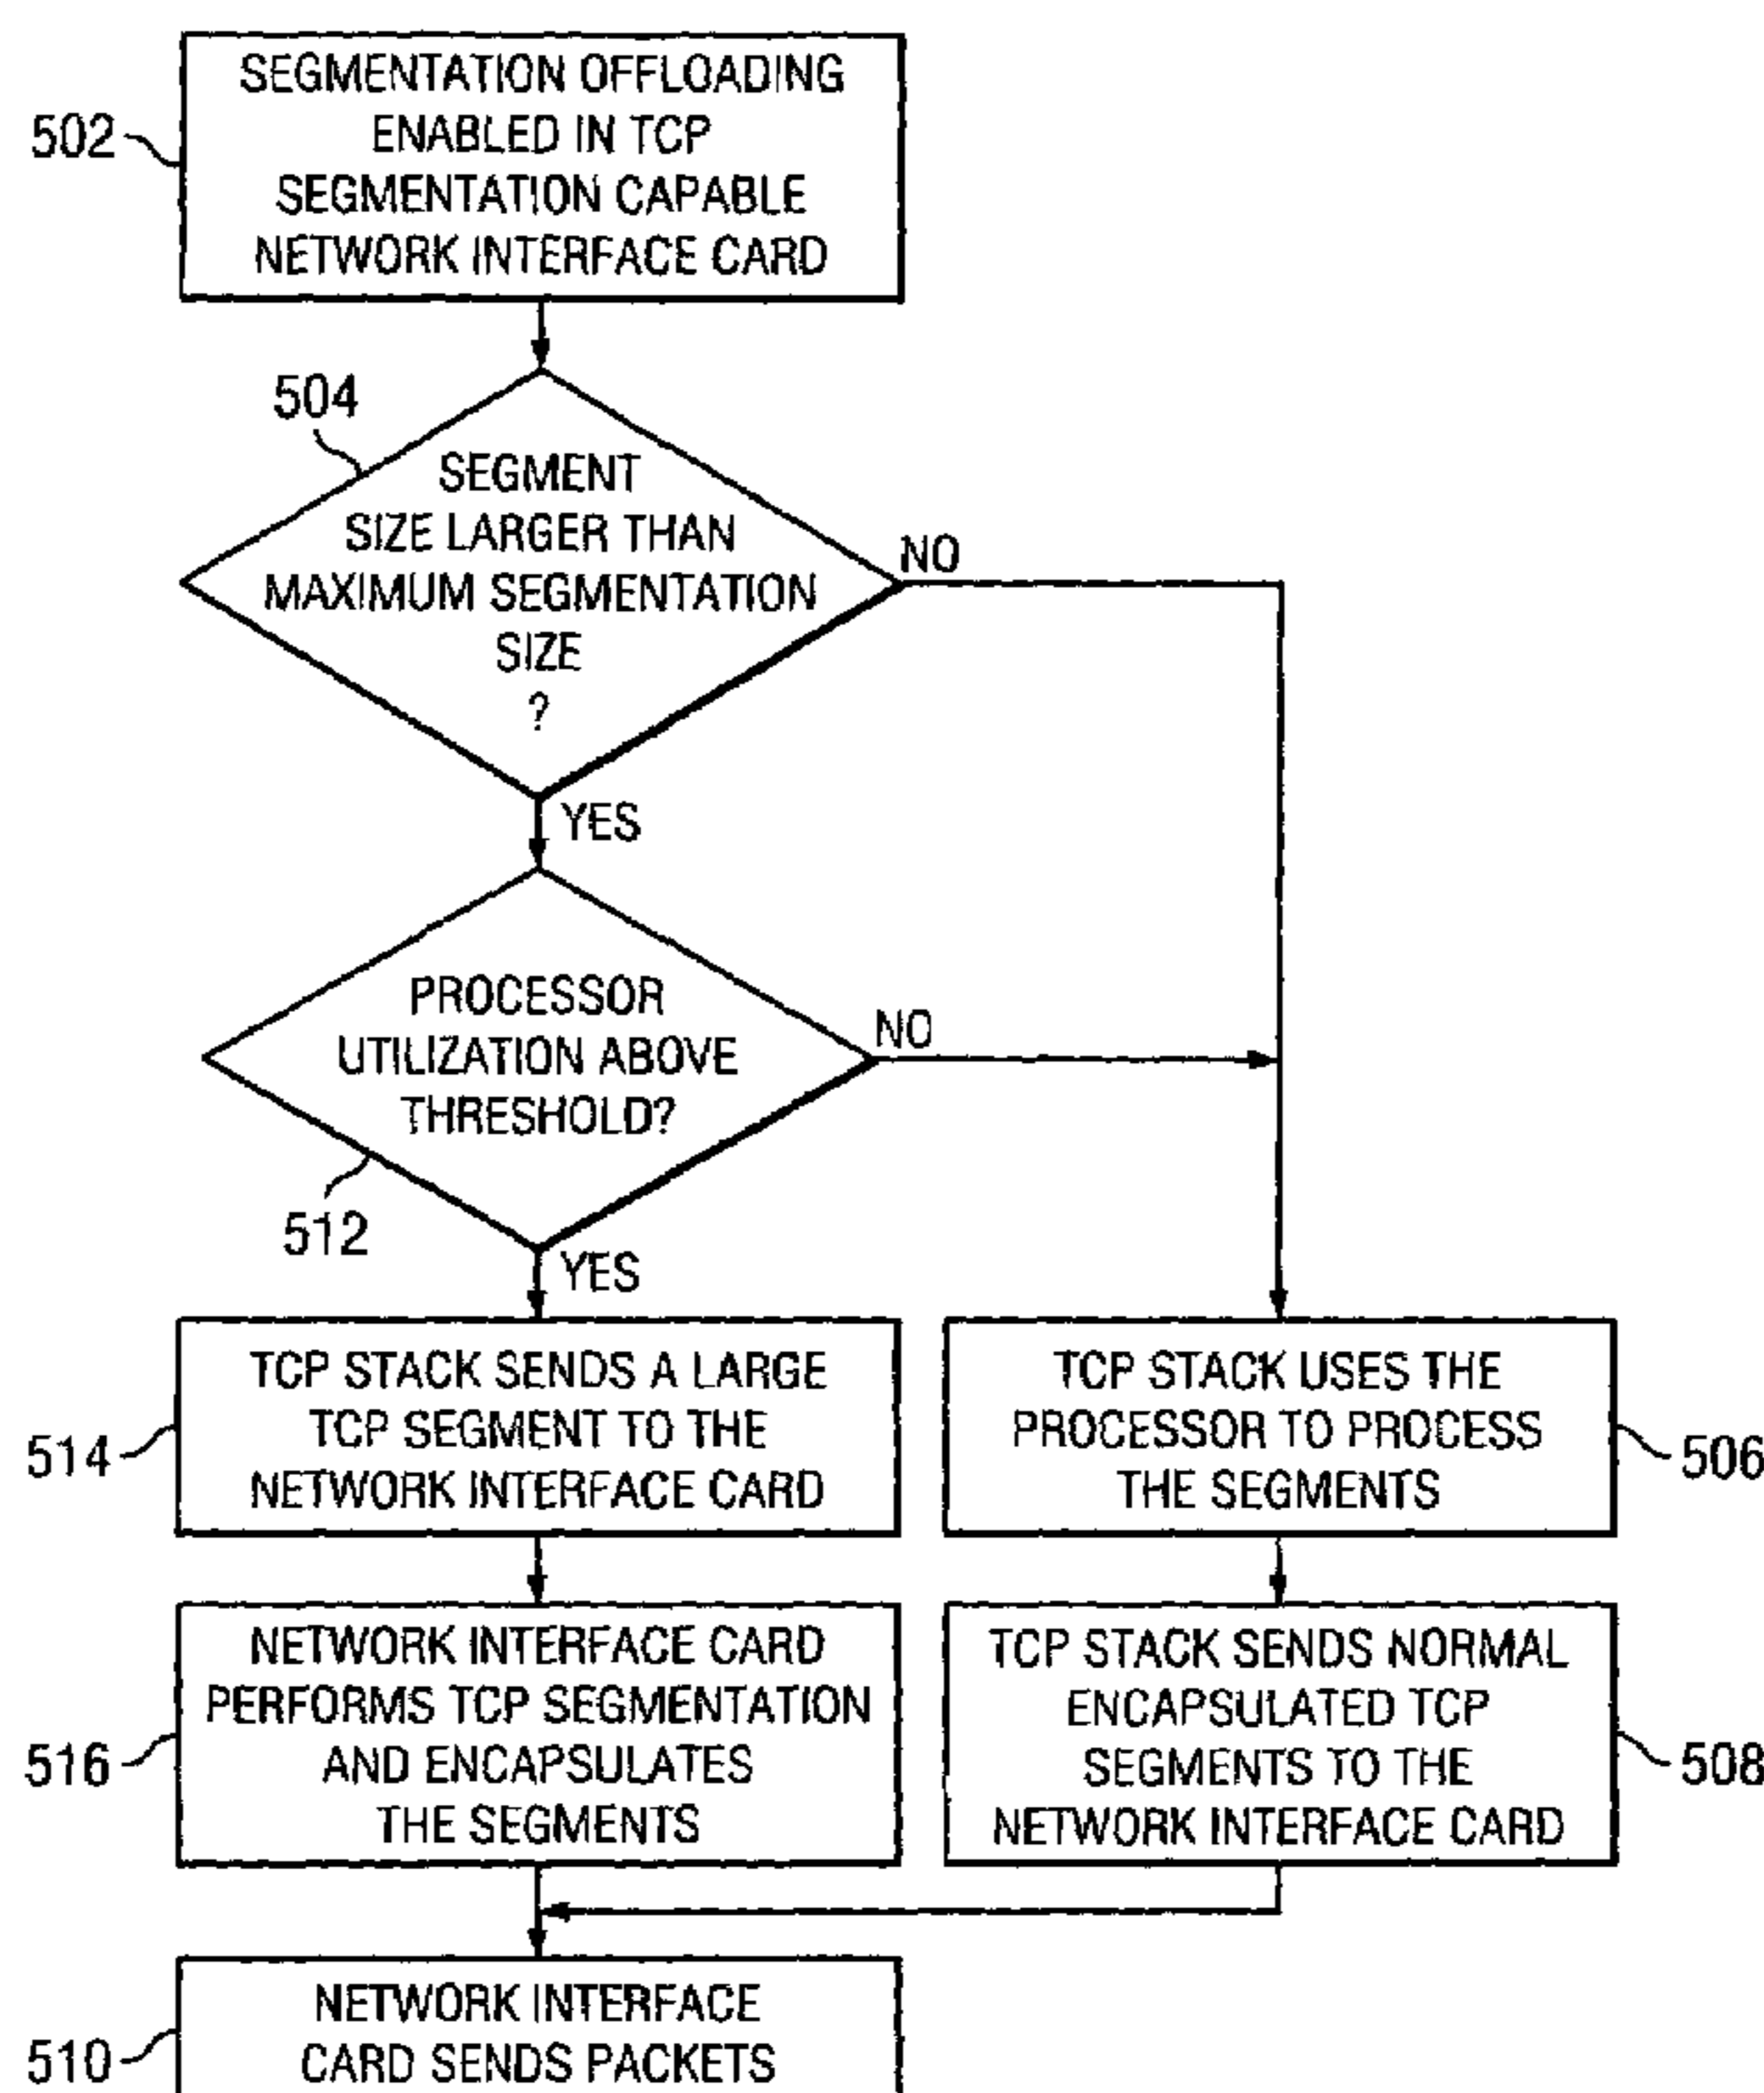 502
SEGMENTATION OFFLOADING
ENABLED IN TCP
SEGMENTATION CAPABLE
NETWORK INTERFACE CARD
504
SEGMENT
SIZE LARGER THAN
MAXIMUM SEGMENTATION
SIZE
?
NO
YES
PROCESSOR
UTILIZATION ABOVE
THRESHOLD?
NO
512
YES
514
TCP STACK SENDS A LARGE
TCP SEGMENT TO THE
NETWORK INTERFACE CARD
TCP STACK USES THE
PROCESSOR TO PROCESS
THE SEGMENTS
506
516
NETWORK INTERFACE CARD
PERFORMS TCP SEGMENTATION
AND ENCAPSULATES
THE SEGMENTS
TCP STACK SENDS NORMAL
ENCAPSULATED TCP
SEGMENTS TO THE
NETWORK INTERFACE CARD
508
510
NETWORK INTERFACE
CARD SENDS PACKETS